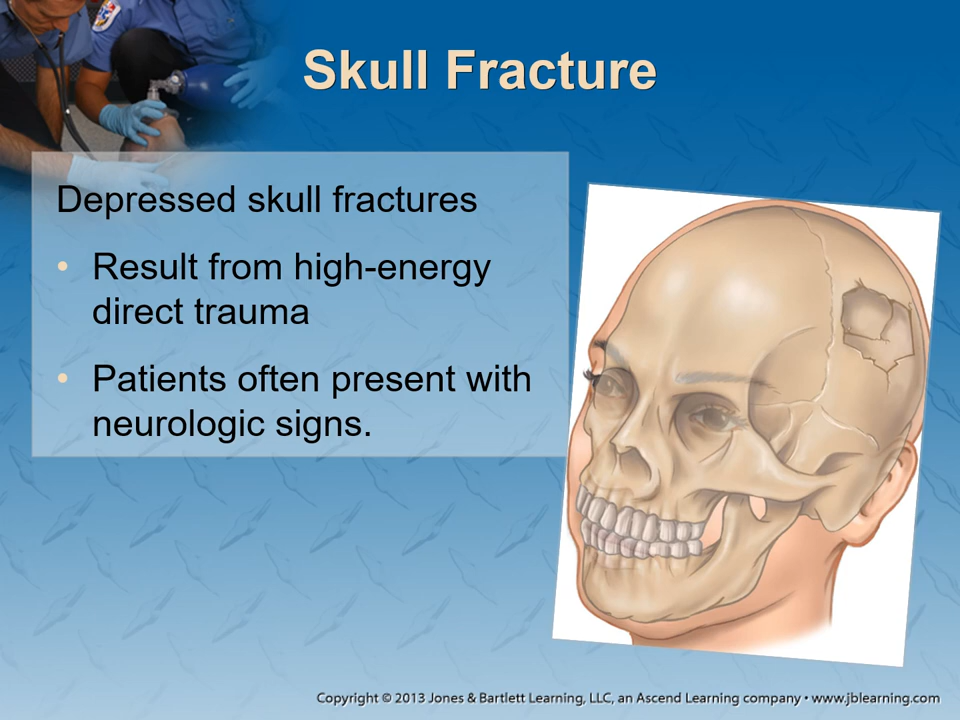 Skull Fracture
Depressed skull fractures
• Result from high-energy
direct trauma
• Patients often present with
neurologic signs.
Copyright © 2013 Jones & Bartlett Learning, LLC, an Ascend Learning company • www.jblearning.com